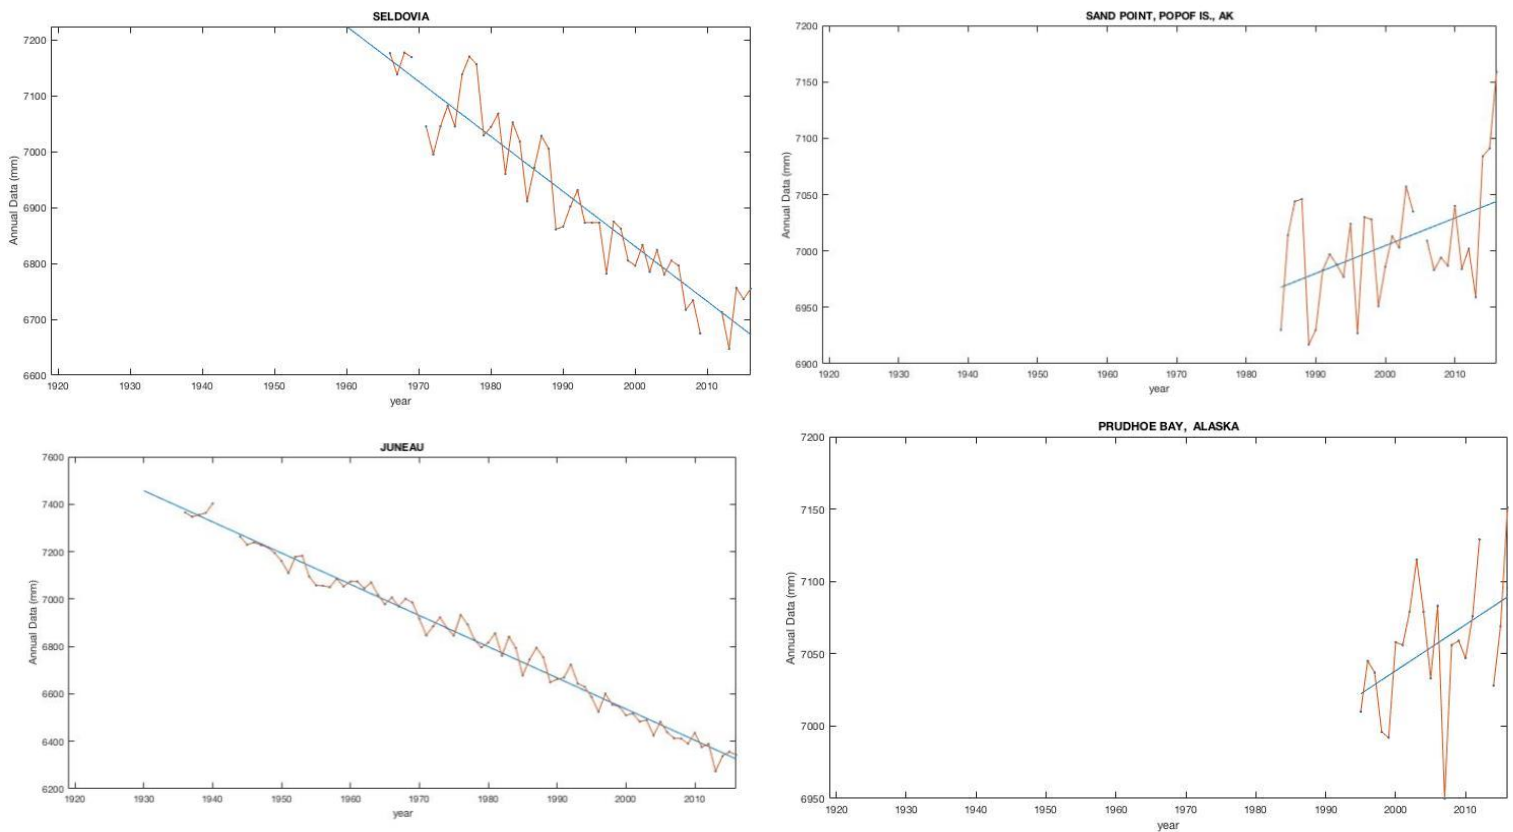 SELDOVIA
7200
7100
7000
6900
6800
6700
6600
Annual Data (mm)
1920 1930 1940 1950 1960 1970 1980 1990 2000 2010
year
SAND POINT, POPOF IS., AK
7200
7150
7100
7050
7000
6950
6900
Annual Data (mm)
1920 1930 1940 1950 1960 1970 1980 1990 2000 2010
year
JUNEAU
7600
7400
7200
7000
6800
6600
6400
6200
Annual Data (mm)
1920 1930 1940 1950 1960 1970 1980 1990 2000 2010
year
PRUDHOE BAY, ALASKA
7200
7150
7100
7050
7000
6950
Annual Data (mm)
1920 1930 1940 1950 1960 1970 1980 1990 2000 2010
year